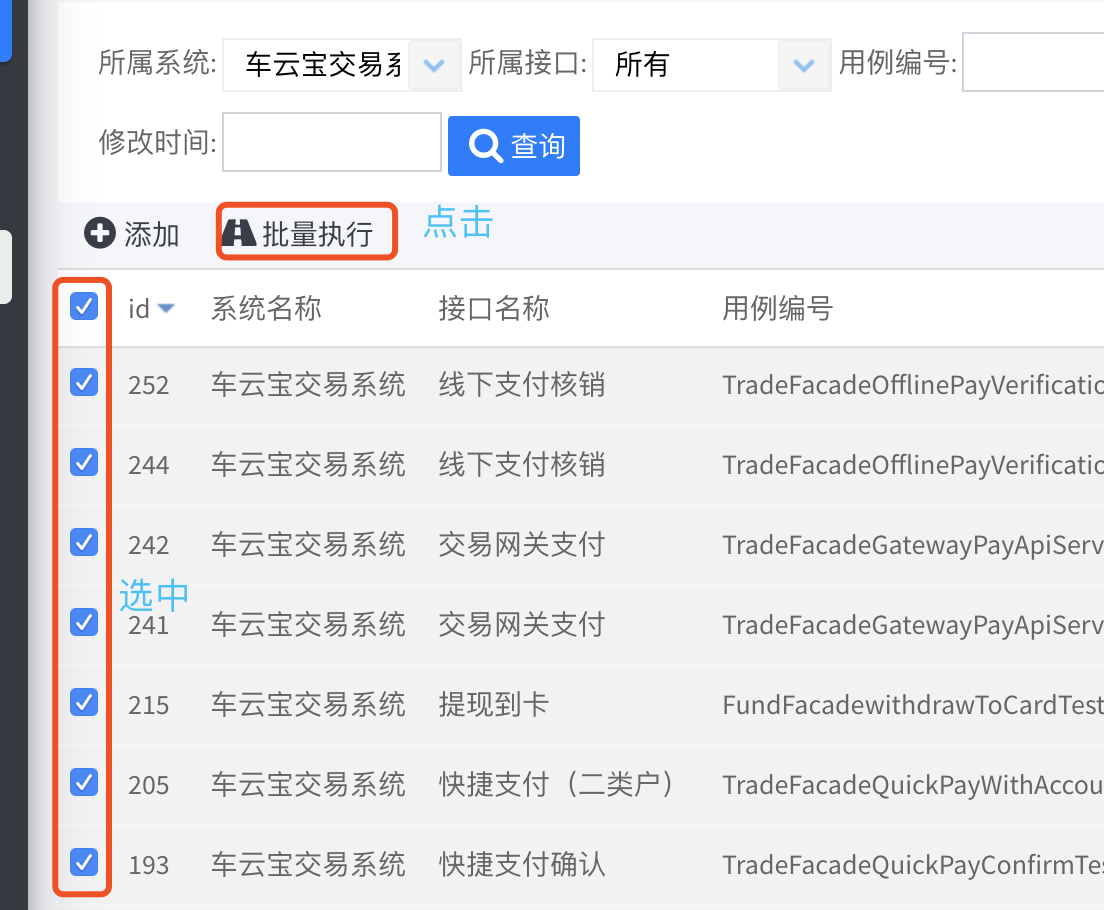 所属系统: 车云宝交易系 所属接口: 所有 用例编号:
修改时间: 查询
添加 批量执行 点击
id 系统名称 接口名称 用例编号
252 车云宝交易系统 线下支付核销 TradeFacadeOfflinePayVerificatio
244 车云宝交易系统 线下支付核销 TradeFacadeOfflinePayVerificatio
242 车云宝交易系统 交易网关支付 TradeFacadeGatewayPayApiServ
选中
241 车云宝交易系统 交易网关支付 TradeFacadeGatewayPayApiServ
215 车云宝交易系统 提现到卡 FundFacadewithdrawToCardTest
205 车云宝交易系统 快捷支付（二类户） TradeFacadeQuickPayWithAccou
193 车云宝交易系统 快捷支付确认 TradeFacadeQuickPayConfirmTes